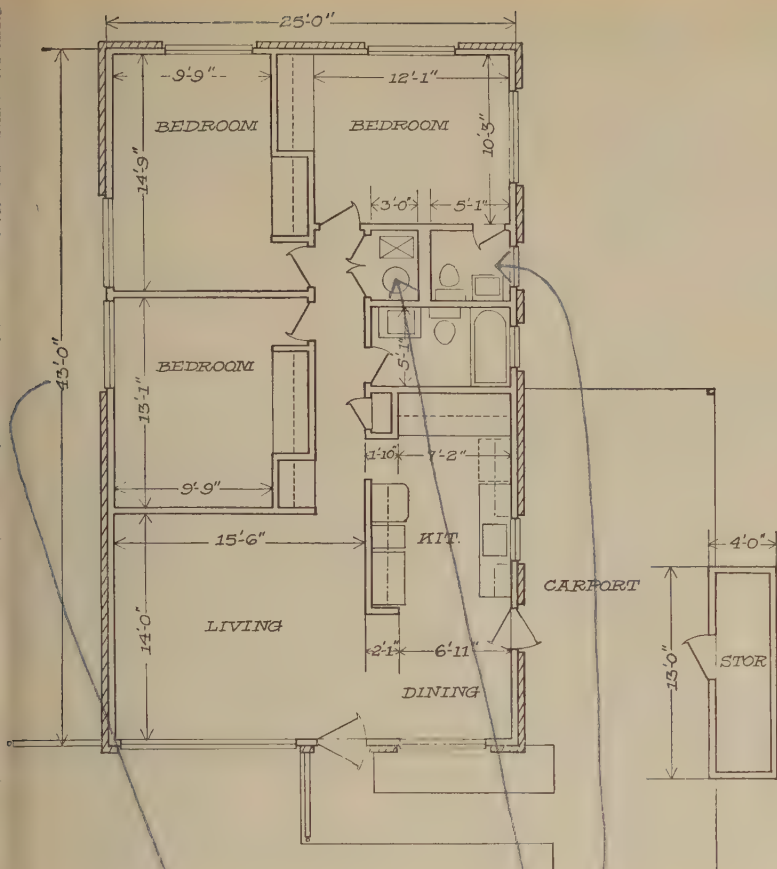 25'-0"
9'-9"
12'-1"
BEDROOM
BEDROOM
10'-3"
14'-9"
3'-0"
5'-1"
43'-0"
BEDROOM
5'-1"
13'-1"
1'-10"
7'-2"
9'-9"
15'-6"
KIT.
4'-0"
CARPORT
LIVING
14'-0"
2'-1"
6'-11"
13'-0"
STOR
DINING